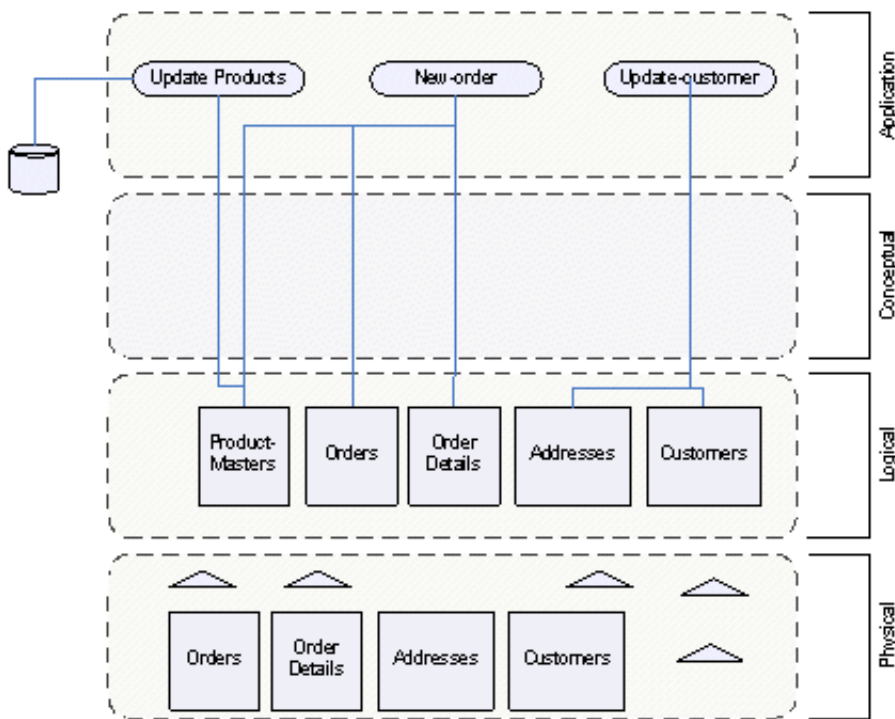 Update Products
New-order
Update-customer
Application
Conceptual
Product-
Masters
Orders
Order
Details
Addresses
Customers
Logical
Orders
Order
Details
Addresses
Customers
Physical